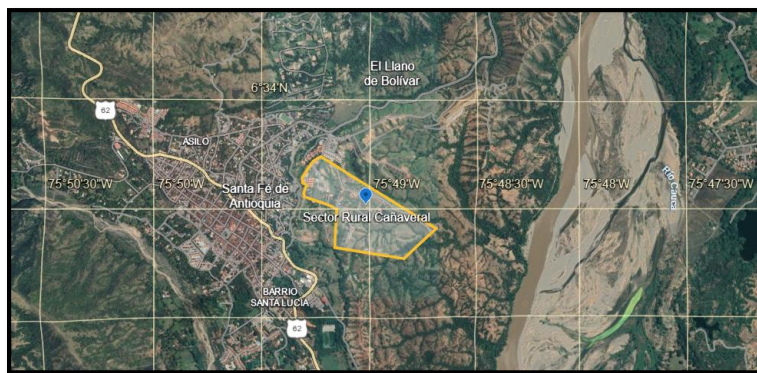 El Llano
de Bolívar
6°34'N
62
ASILO
75°50'30"W
75°50'W
75°49'W
75°48'30"W
75°48'W
75°47'30"W
Río Cauca
Santa Fé de
Antioquia
Sector Rural Cañaveral
BARRIO
SANTA LUCÍA
62